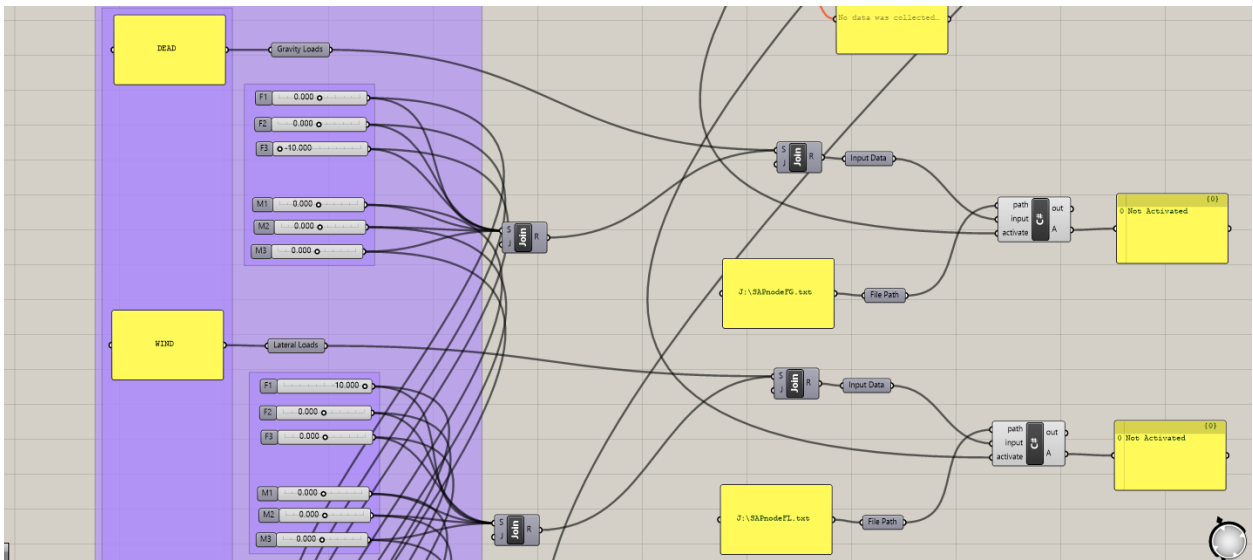 No data was collected…
DEAD
Gravity Loads
F1 0.000
F2 0.000
F3 -10.000
M1 0.000
M2 0.000
M3 0.000
S
J
Join
R
S
J
Join
R
Input Data
path
input
activate
C#
out
A
{0}
0 Not Activated
J:\SAPnodeFG.txt
File Path
WIND
Lateral Loads
F1 10.000
F2 0.000
F3 0.000
M1 0.000
M2 0.000
M3 0.000
S
J
Join
R
S
J
Join
R
Input Data
path
input
activate
C#
out
A
{0}
0 Not Activated
J:\SAPnodeFL.txt
File Path